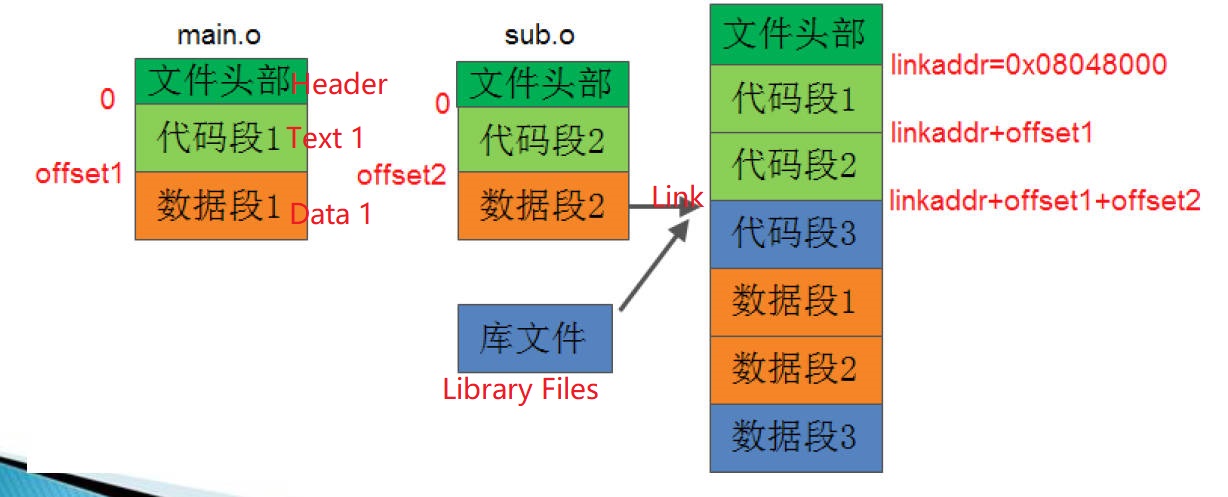 main.o
文件头部
Header
0
代码段1
Text 1
offset1
数据段1
Data 1
sub.o
文件头部
0
代码段2
offset2
数据段2
Link
库文件
Library Files
文件头部
linkaddr=0x08048000
代码段1
linkaddr+offset1
代码段2
linkaddr+offset1+offset2
代码段3
数据段1
数据段2
数据段3